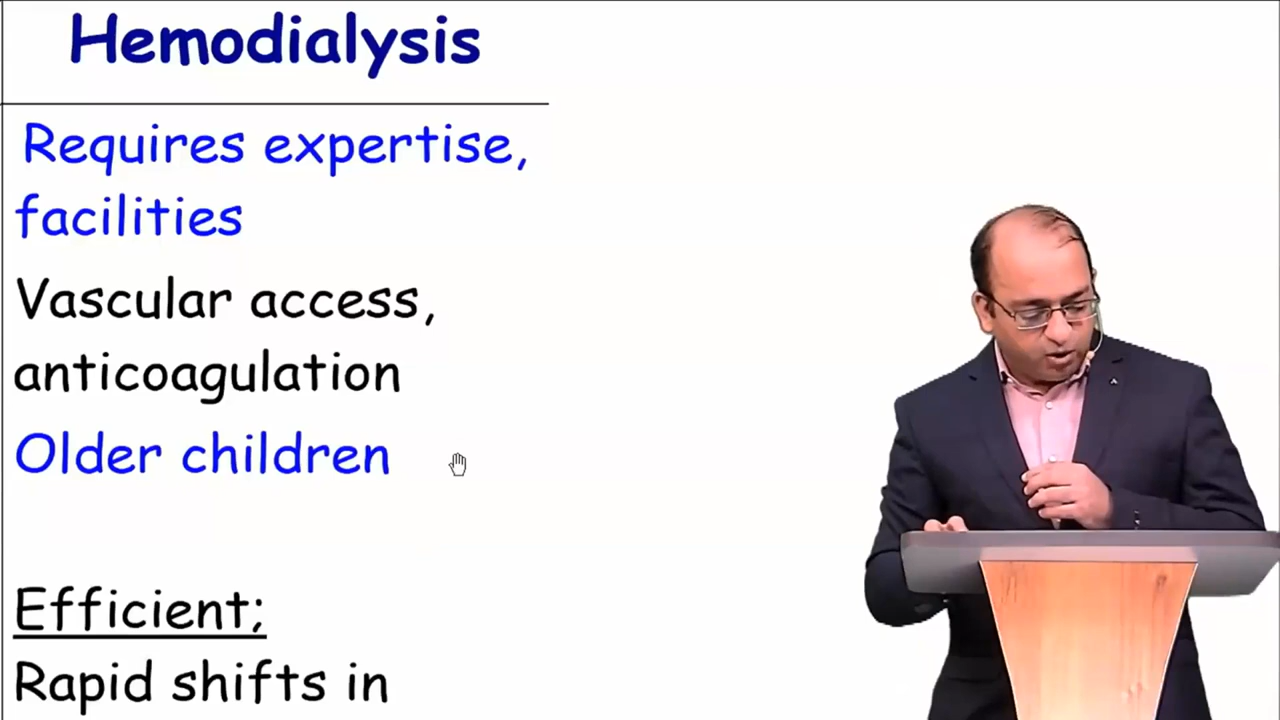 Hemodialysis
Requires expertise,
facilities
Vascular access,
anticoagulation
Older children
Efficient;
Rapid shifts in